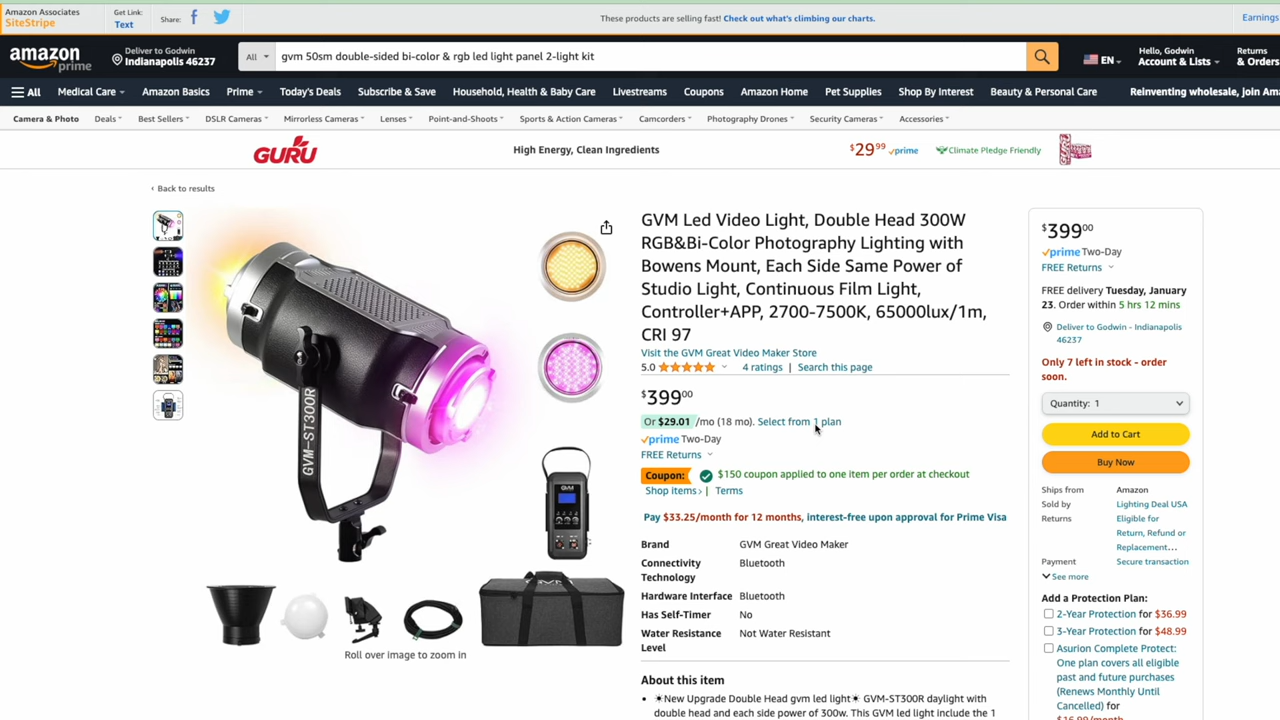 Amazon Associates
SiteStripe
Get Link:
Text
Share:
These products are selling fast! Check out what's climbing our charts.
Earnings
amazon
prime
Deliver to Godwin
Indianapolis 46237
All
gvm 50sm double-sided bi-color & rgb led light panel 2-light kit
EN
Hello, Godwin
Account & Lists
Returns
& Orders
All
Medical Care
Amazon Basics
Prime
Today's Deals
Subscribe & Save
Household, Health & Baby Care
Livestreams
Coupons
Amazon Home
Pet Supplies
Shop By Interest
Beauty & Personal Care
Reinventing wholesale, join Ama
Camera & Photo
Deals
Best Sellers
DSLR Cameras
Mirrorless Cameras
Lenses
Point-and-Shoots
Sports & Action Cameras
Camcorders
Photography Drones
Security Cameras
Accessories
GURU
High Energy, Clean Ingredients
$29.99 prime
Climate Pledge Friendly
‹ Back to results
GVM-ST300R
GVM
GVM
Roll over image to zoom in
GVM Led Video Light, Double Head 300W
RGB&Bi-Color Photography Lighting with
Bowens Mount, Each Side Same Power of
Studio Light, Continuous Film Light,
Controller+APP, 2700-7500K, 65000lux/1m,
CRI 97
Visit the GVM Great Video Maker Store
5.0 4 ratings | Search this page
$399.00
Or $29.01 /mo (18 mo). Select from 1 plan
prime Two-Day
FREE Returns
Coupon: $150 coupon applied to one item per order at checkout
Shop items › | Terms
Pay $33.25/month for 12 months, interest-free upon approval for Prime Visa
Brand GVM Great Video Maker
Connectivity Bluetooth
Technology
Hardware Interface Bluetooth
Has Self-Timer No
Water Resistance Not Water Resistant
Level
About this item
• ☀New Upgrade Double Head gvm led light☀ GVM-ST300R daylight with
double head and each side power of 300w. This GVM led light include the 1
$399.00
prime Two-Day
FREE Returns
FREE delivery Tuesday, January
23. Order within 5 hrs 12 mins
Deliver to Godwin - Indianapolis
46237
Only 7 left in stock - order
soon.
Quantity: 1
Add to Cart
Buy Now
Ships from Amazon
Sold by Lighting Deal USA
Returns Eligible for
Return, Refund or
Replacement...
Payment Secure transaction
See more
Add a Protection Plan:
2-Year Protection for $36.99
3-Year Protection for $48.99
Asurion Complete Protect:
One plan covers all eligible
past and future purchases
(Renews Monthly Until
Cancelled) for
$16.99/month